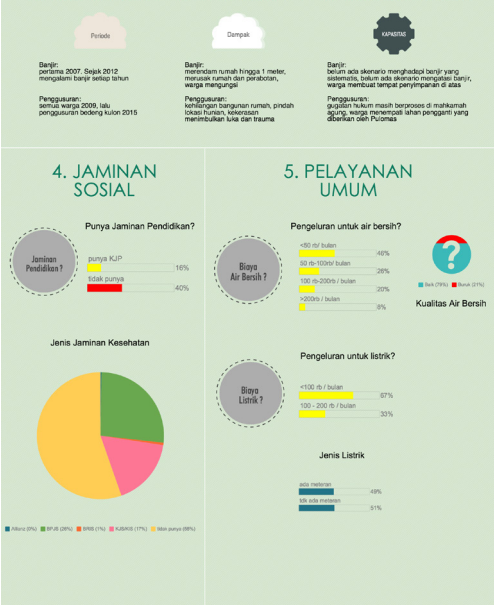 Periode
Dampak
KAPASITAS
Banjir:
pertama 2007. Sejak 2012
mengalami banjir setiap tahun
Penggusuran:
semua warga 2009, lalu
penggusuran bedeng kulon 2015
Banjir:
merendam rumah hingga 1 meter,
merusak rumah dan perabotan,
warga mengungsi
Penggusuran:
kehilangan bangunan rumah, pindah
lokasi hunian, kekerasan
menimbulkan luka dan trauma
Banjir:
belum ada skenario menghadapi banjir yang
sistematis, belum ada skenario mengatasi banjir,
warga membuat tempat penyimpanan di atas
Penggusuran:
gugatan hukum masih berproses di mahkamah
agung, warga menempati lahan pengganti yang
diberikan oleh Pulomas
4. JAMINAN
SOSIAL
Punya Jaminan Pendidikan?
Jaminan
Pendidikan ?
punya KJP
16%
tidak punya
40%
Jenis Jaminan Kesehatan
Allianz (0%) BPJS (26%) BRIS (1%) KJS/KIS (17%) tidak punya (56%)
5. PELAYANAN
UMUM
Pengeluran untuk air bersih?
Biaya
Air Bersih ?
<50 rb/ bulan
46%
50 rb-100rb/ bulan
26%
100 rb-200rb / bulan
20%
>200rb / bulan
6%
?
Baik (79%) Buruk (21%)
Kualitas Air Bersih
Pengeluran untuk listrik?
Biaya
Listrik ?
<100 rb / bulan
67%
100 - 200 rb / bulan
33%
Jenis Listrik
ada meteran
49%
tdk ada meteran
51%